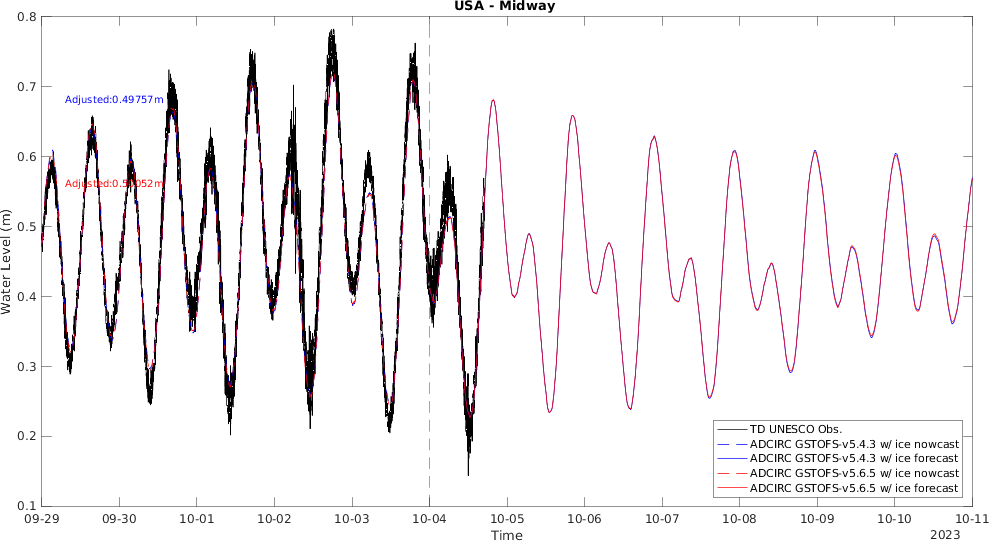 USA - Midway
0.8
0.7
0.6
0.5
0.4
0.3
0.2
0.1
Water Level (m)
Adjusted:0.49757m
Adjusted:0.50052m
09-29 09-30 10-01 10-02 10-03 10-04 10-05 10-06 10-07 10-08 10-09 10-10 10-11
Time
2023
TD UNESCO Obs.
ADCIRC GSTOFS-v5.4.3 w/ ice nowcast
ADCIRC GSTOFS-v5.4.3 w/ ice forecast
ADCIRC GSTOFS-v5.6.5 w/ ice nowcast
ADCIRC GSTOFS-v5.6.5 w/ ice forecast